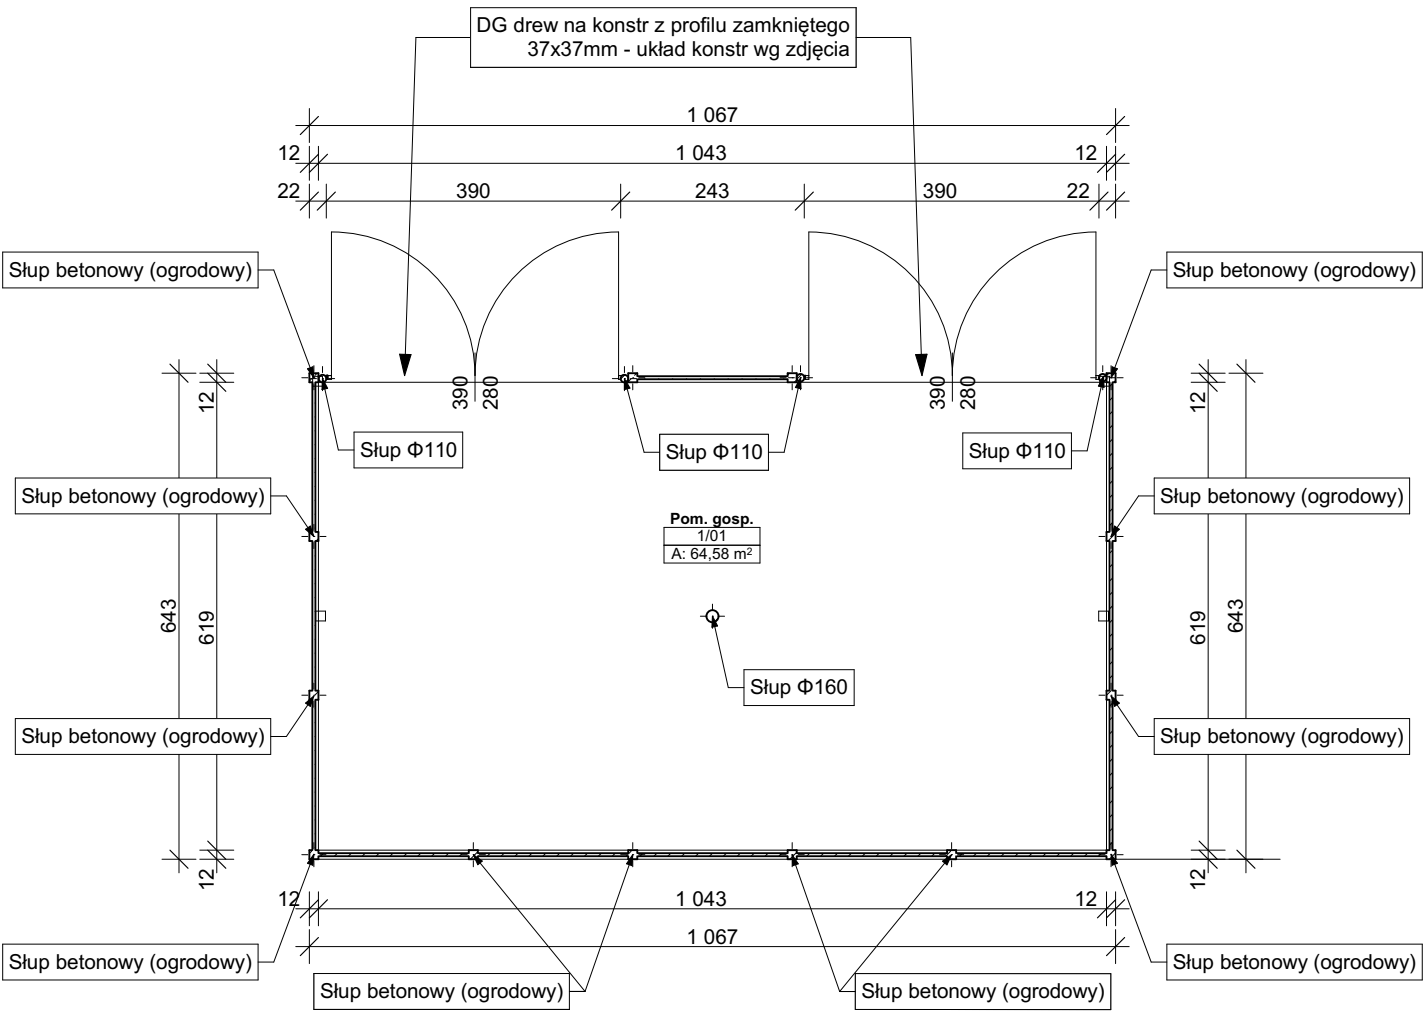 DG drew na konstr z profilu zamkniętego
37x37mm - układ konstr wg zdjęcia
1 067
12
1 043
12
22
390
243
390
22
Słup betonowy (ogrodowy)
Słup betonowy (ogrodowy)
12
390
280
390
280
12
Słup Φ110
Słup Φ110
Słup Φ110
Słup betonowy (ogrodowy)
Słup betonowy (ogrodowy)
Pom. gosp.
1/01
A: 64,58 m²
643
619
619
643
Słup Φ160
Słup betonowy (ogrodowy)
Słup betonowy (ogrodowy)
12
12
12
1 043
12
1 067
Słup betonowy (ogrodowy)
Słup betonowy (ogrodowy)
Słup betonowy (ogrodowy)
Słup betonowy (ogrodowy)